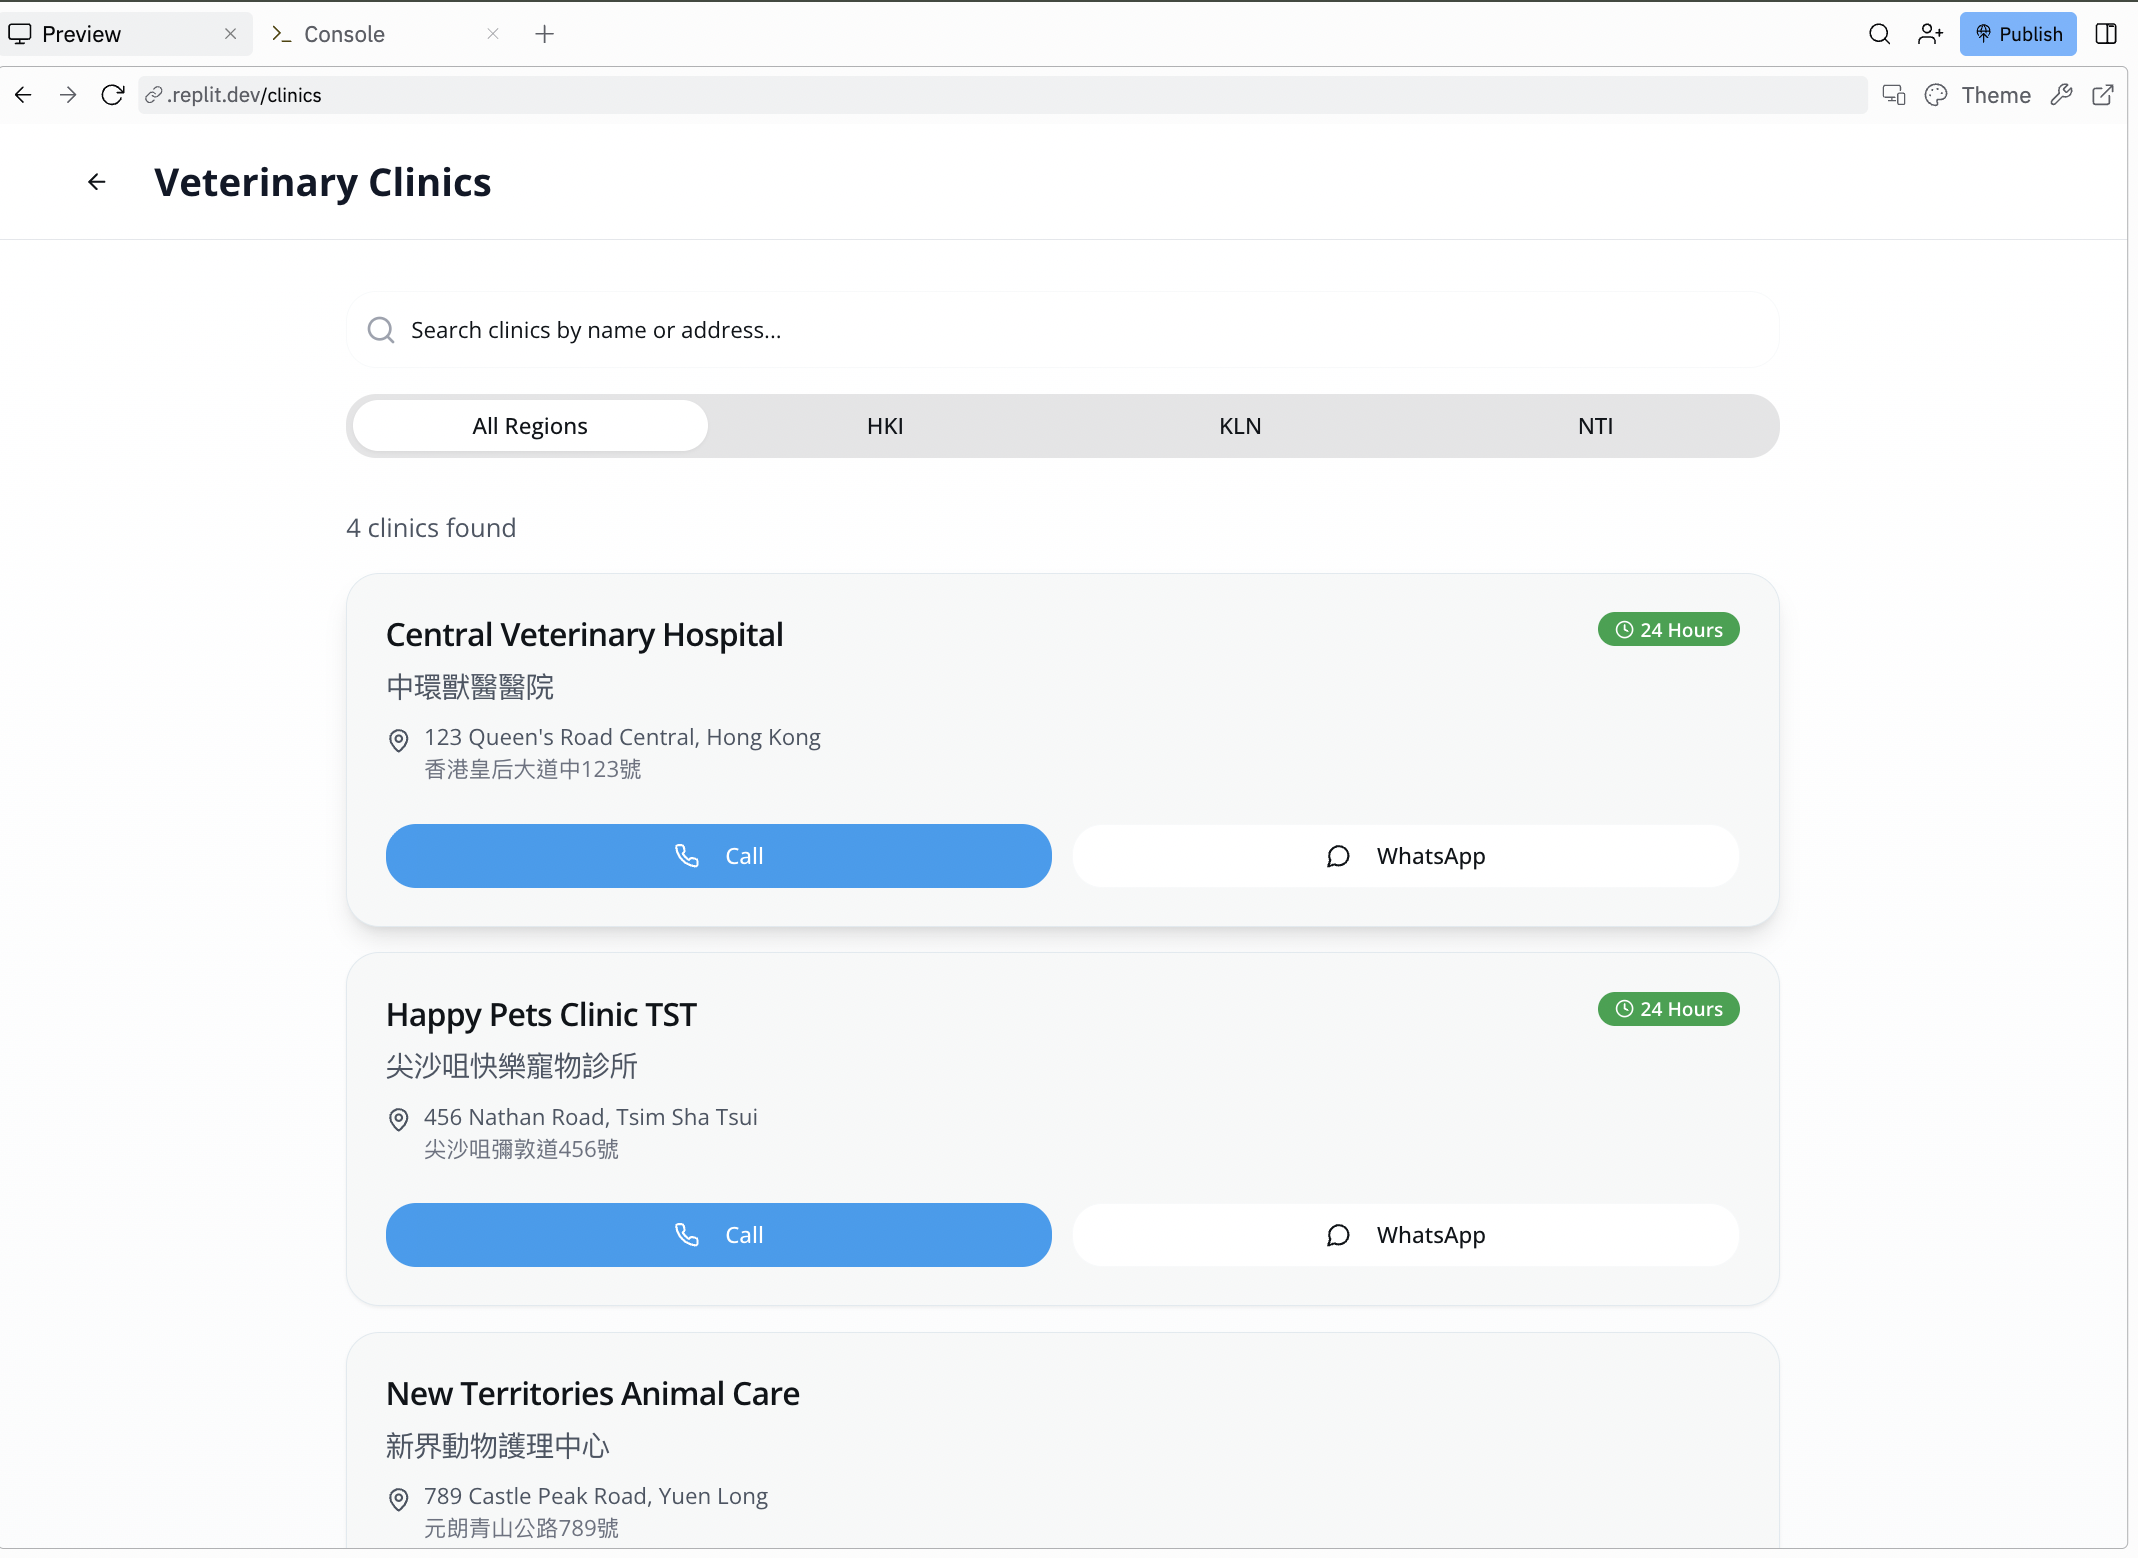 Preview
Console
Publish
.replit.dev/clinics
Theme
Veterinary Clinics
Search clinics by name or address...
All Regions
HKI
KLN
NTI
4 clinics found
Central Veterinary Hospital
24 Hours
中環獸醫醫院
123 Queen's Road Central, Hong Kong
香港皇后大道中123號
Call
WhatsApp
Happy Pets Clinic TST
24 Hours
尖沙咀快樂寵物診所
456 Nathan Road, Tsim Sha Tsui
尖沙咀彌敦道456號
Call
WhatsApp
New Territories Animal Care
新界動物護理中心
789 Castle Peak Road, Yuen Long
元朗青山公路789號